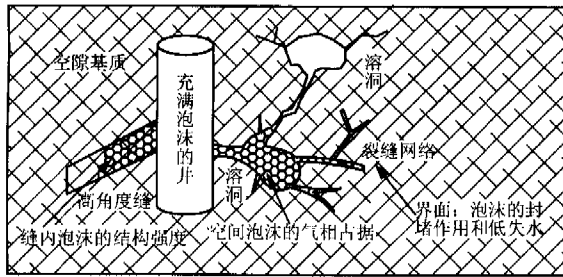 空隙基质
充满泡沫的井
溶洞
裂缝网络
溶洞
高角度缝
缝内泡沫的结构强度
空间泡沫的气相占据
界面：泡沫的封
堵作用和低失水